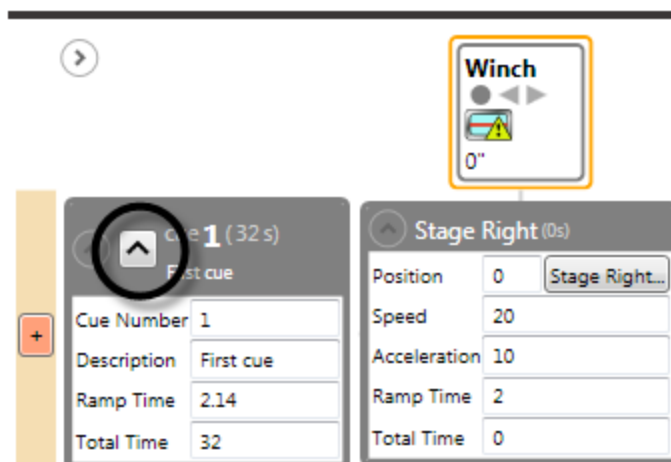 Winch
0"
cue 1 (32 s)
First cue
Cue Number 1
Description First cue
Ramp Time 2.14
Total Time 32
+
Stage Right (0s)
Position 0 Stage Right...
Speed 20
Acceleration 10
Ramp Time 2
Total Time 0